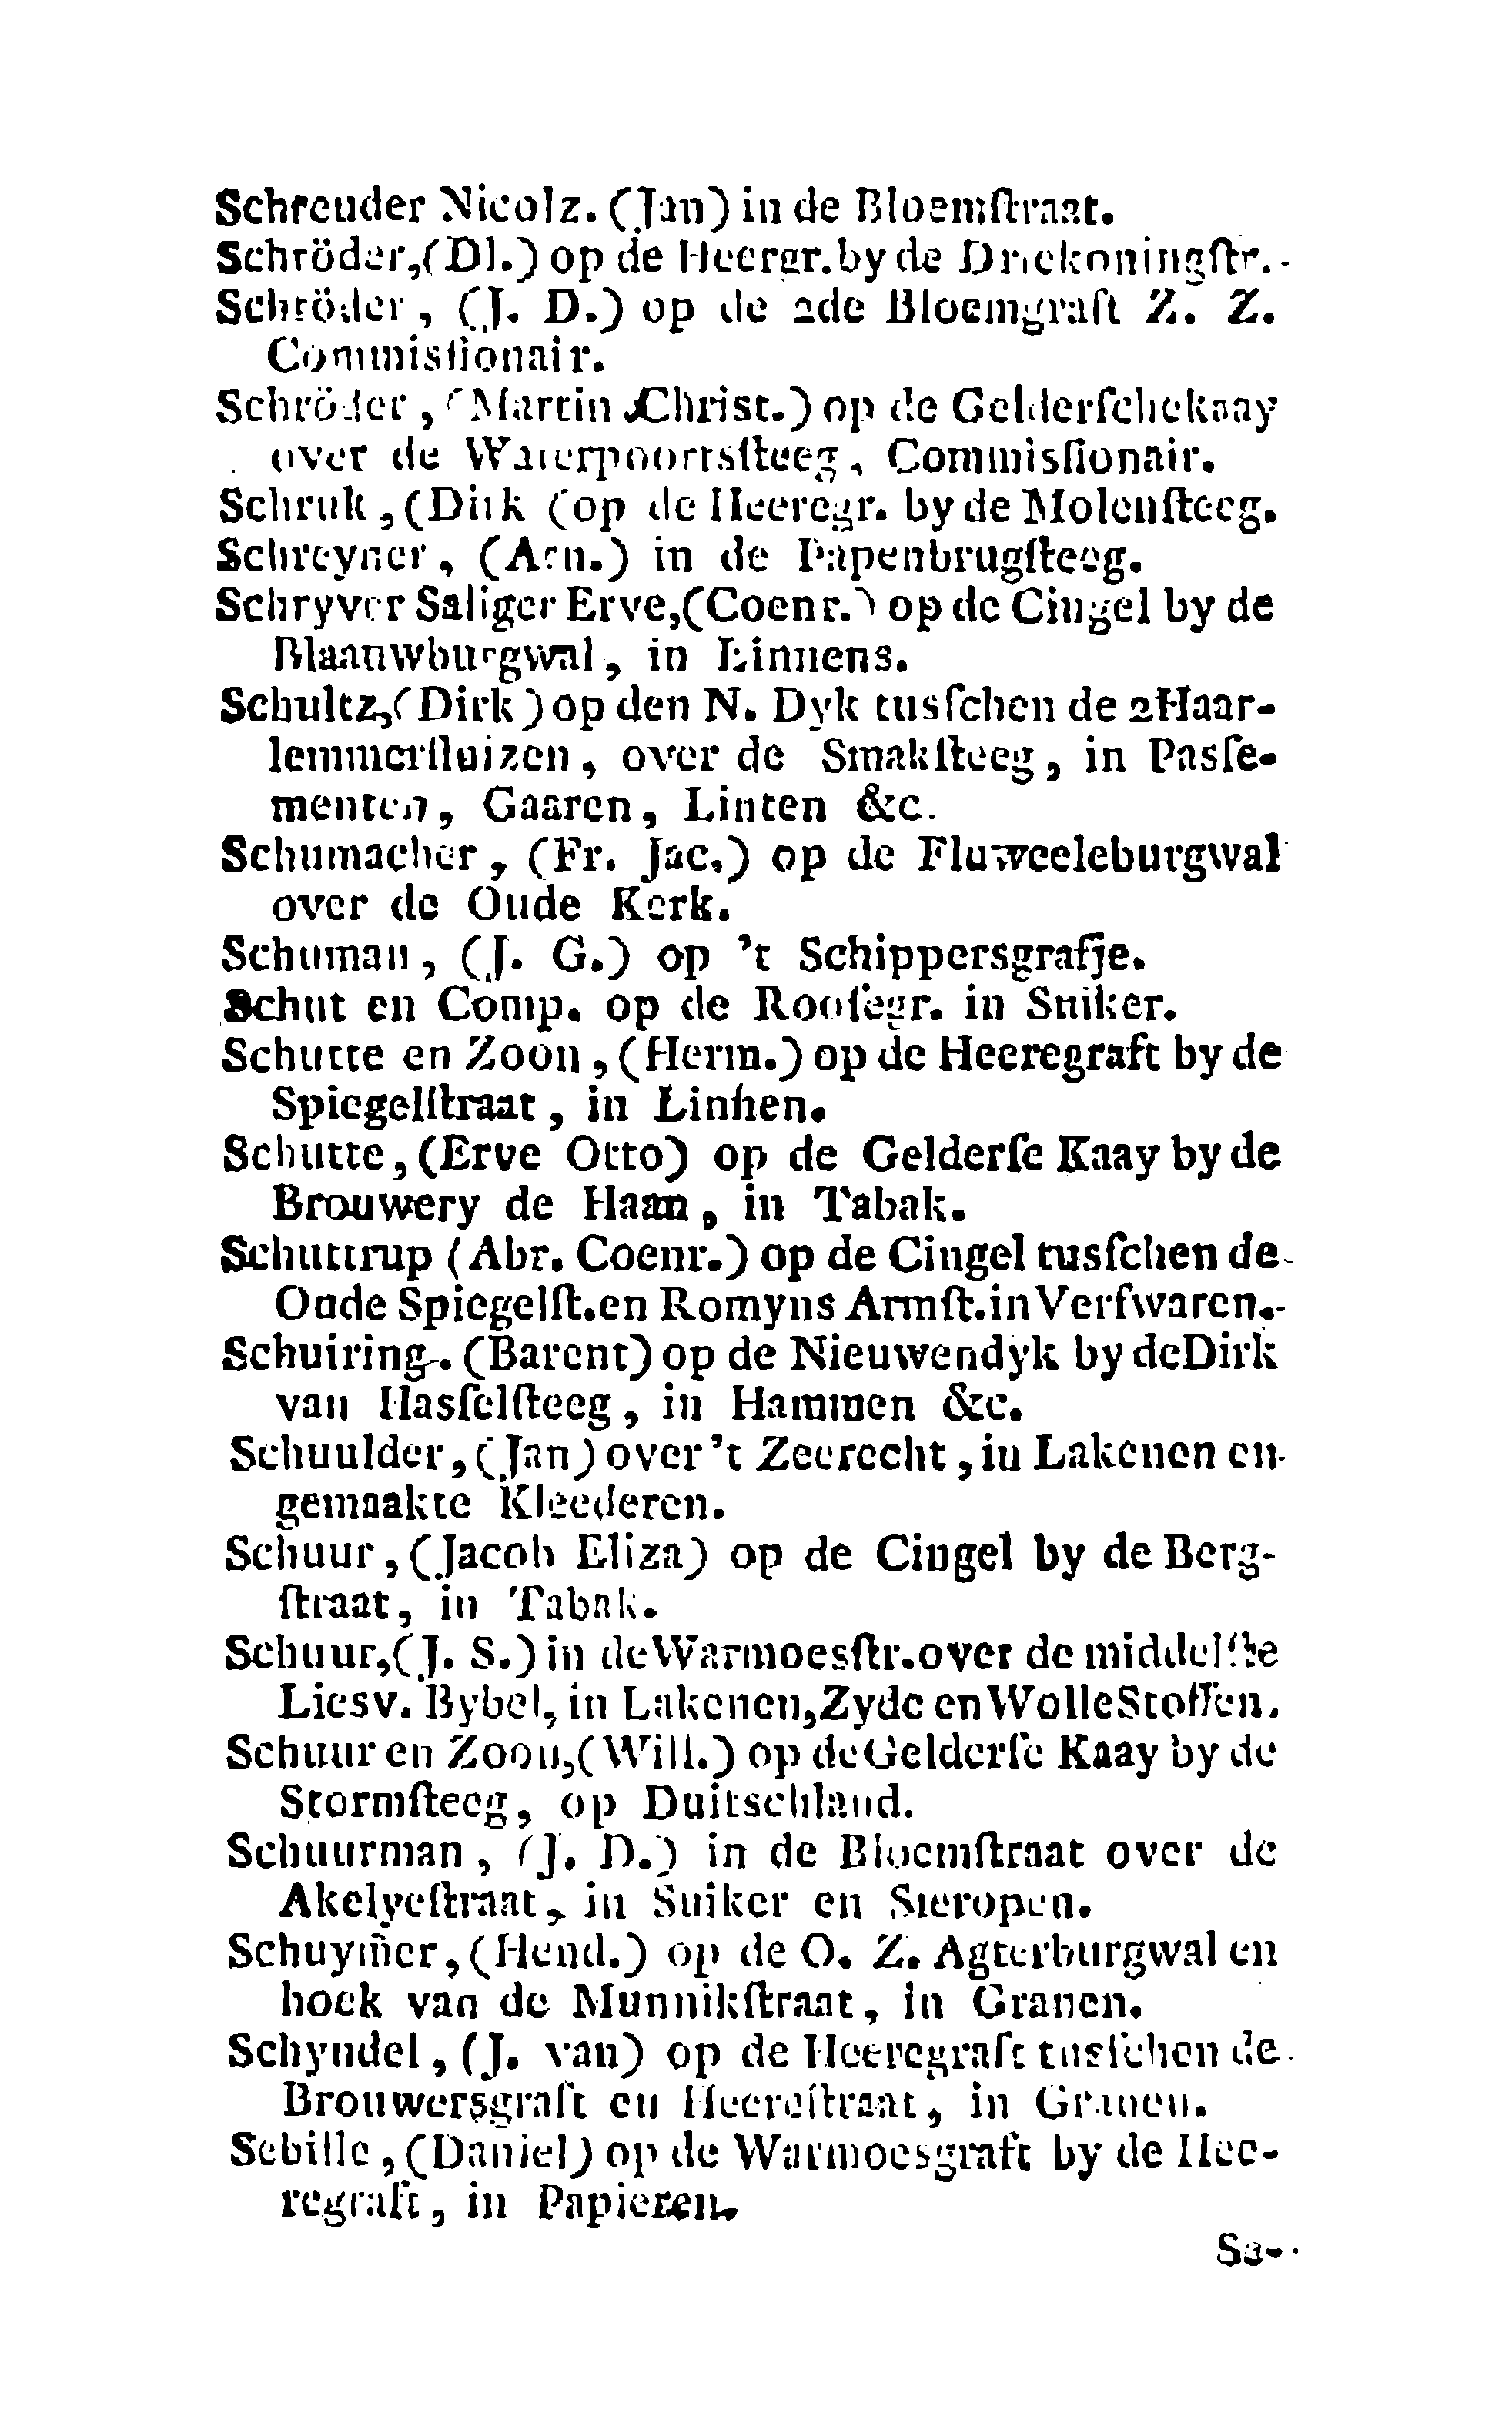 Schreuder Nicolz. (Jan) in de Bloemſtraat.
Schröder,(Dl.) op de Heergr. by de Driekoningſtr.
Schröder, (J. D.) op de 2de Bloemgraft Z. Z.
Commisſionair.
Schröder, (Martin Christ.) op de Gelderſchekaay
over de Waterpoortsſteeg, Commisſionair.
Schruk, (Dirk (op de Heeregr. by de Molenſteeg.
Schreyner, (Arn.) in de Papenbrugſteeg.
Schryver Saliger Erve,(Coenr.) op de Cingel by de
Blaauwburgwal, in Linnens.
Schultz,(Dirk) op den N. Dyk tusſchen de 2 Haar-
lemmerſluizen, over de Smakſteeg, in Pasſe-
menten, Gaaren, Linten &c.
Schumacher, (Fr. Jac,) op de Fluweeleburgwal
over de Oude Kerk.
Schuman, (J. G.) op 't Schippersgrafje.
Schut en Comp. op de Rooſegr. in Suiker.
Schutte en Zoon, (Herm.) op de Heeregraft by de
Spiegelſtraat, in Linnen.
Schutte, (Erve Otto) op de Gelderſe Kaay by de
Brouwery de Haan, in Tabak.
Schuttrup (Abr. Coenr.) op de Cingel tusſchen de
Oude Spiegelſt. en Romyns Armſt. in Verfwaren.
Schuiring. (Barent) op de Nieuwendyk by de Dirk
van Hasſelſteeg, in Hammen &c.
Schuulder, (Jan) over 't Zeerecht, in Lakenen en
gemaakte Kleederen.
Schuur, (Jacob Eliza) op de Cingel by de Berg-
ſtraat, in Tabak.
Schuur,(J. S.) in de Warmoesſtr. over de middelſte
Liesv. Bybel, in Lakenen, Zyde en Wolle Stoffen.
Schuur en Zoon,(Will.) op de Gelderſe Kaay by de
Stormſteeg, op Duitschland.
Schuurman, (J. D.) in de Bloemſtraat over de
Akelyeſtraat, in Suiker en Sieropen.
Schuym̃er, (Hend.) op de O. Z. Agterburgwal en
hoek van de Munnikſtraat, in Granen.
Schyndel, (J. van) op de Heeregraft tusſchen de
Brouwersgraft en Heereſtraat, in Granen.
Sebille, (Daniel) op de Warmoesgraft by de Hee-
regraft, in Papieren.